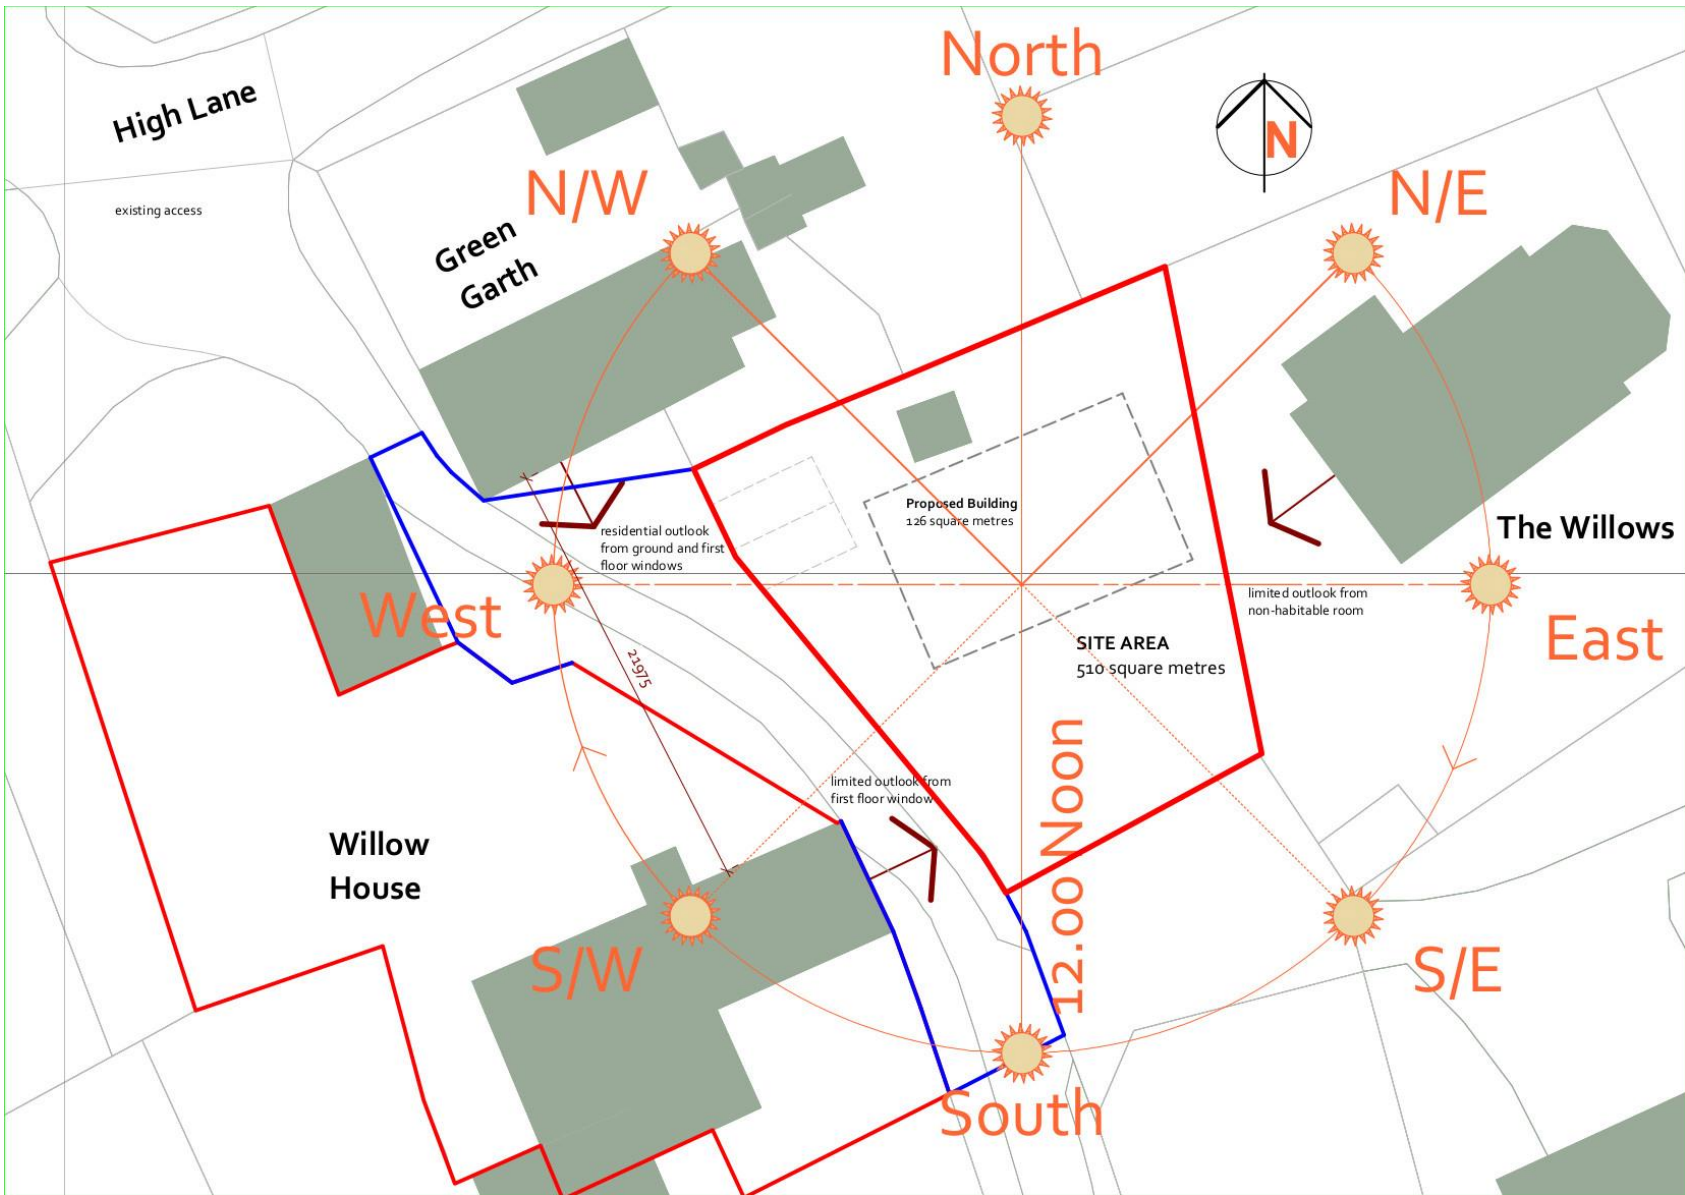 North
High Lane
N
N/W
N/E
existing access
Green
Garth
Proposed Building
126 square metres
The Willows
residential outlook
from ground and first
floor windows
limited outlook from
non-habitable room
West
East
SITE AREA
510 square metres
21975
limited outlook from
first floor window
12.00 Noon
Willow
House
S/W
S/E
South